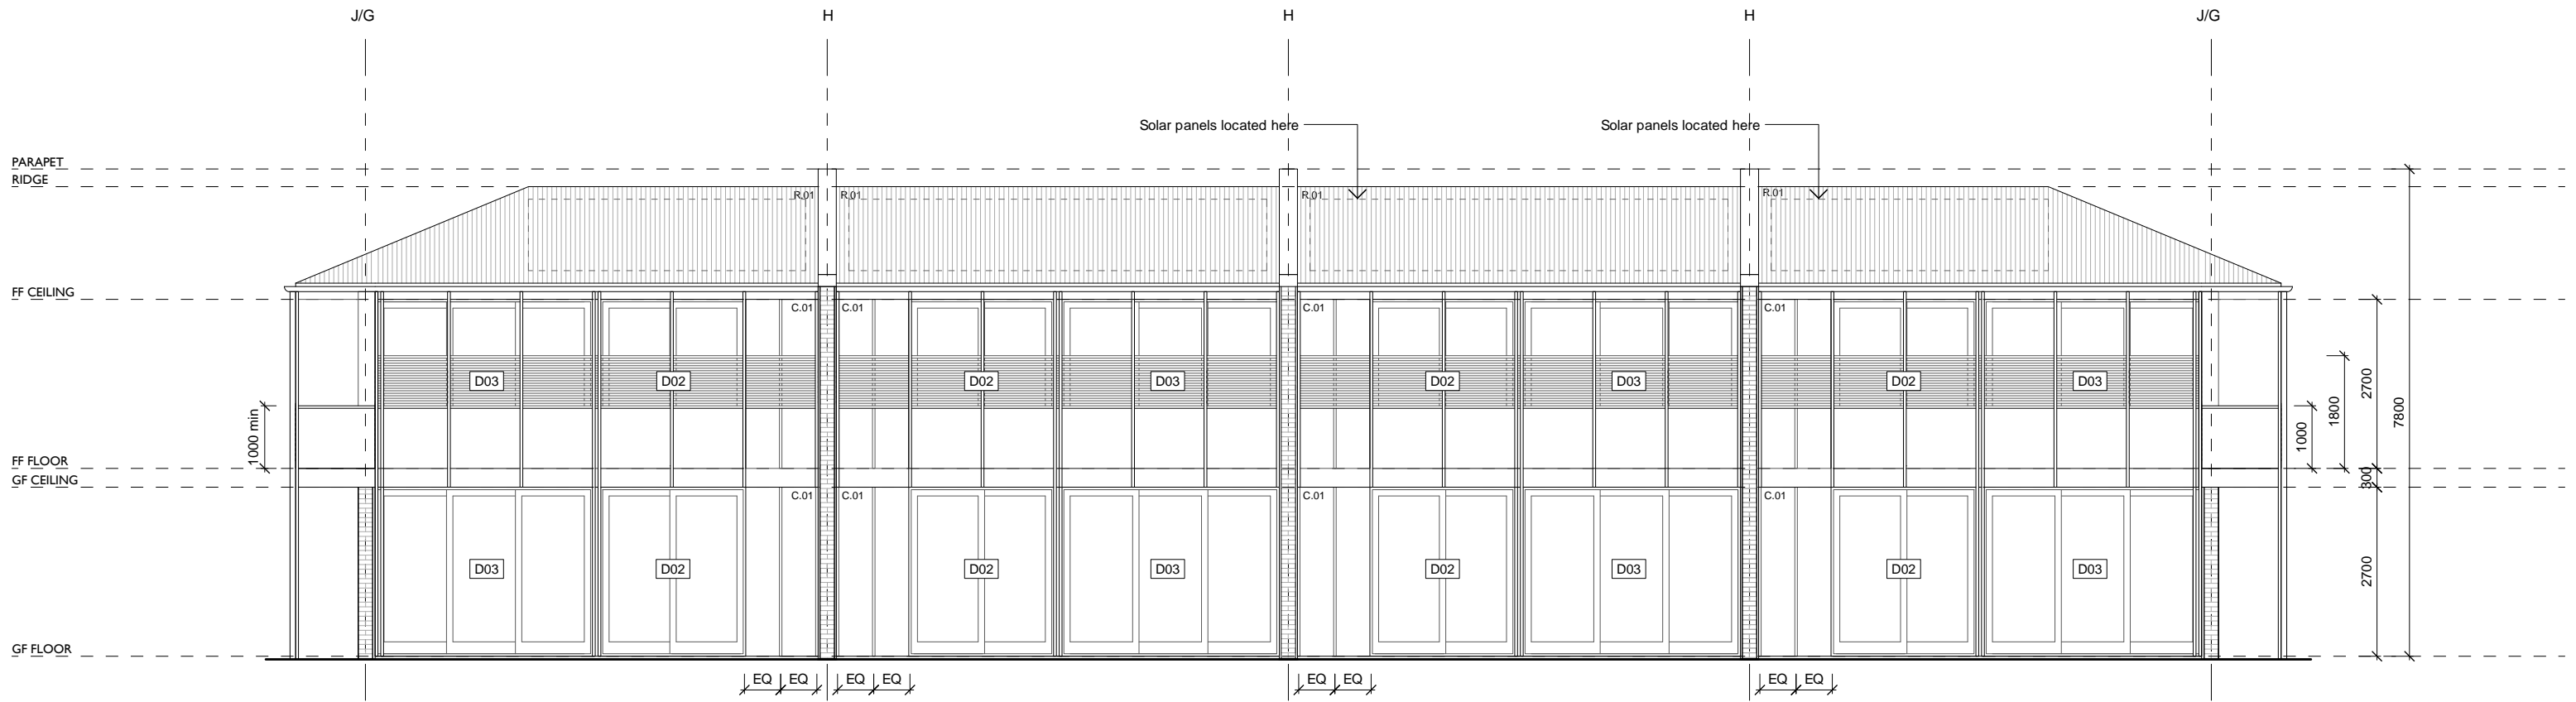 J/G H H H J/G
Solar panels located here Solar panels located here
PARAPET
RIDGE
R.01 R.01 R.01 R.01
FF CEILING
C.01 C.01 C.01 C.01
D03 D02 D02 D03 D02 D03 D02 D03
1000 min 1000 1800 2700 7800
FF FLOOR
GF CEILING 300
C.01 C.01 C.01 C.01
D03 D02 D02 D03 D02 D03 D02 D03 2700
GF FLOOR
EQ EQ EQ EQ EQ EQ EQ EQ